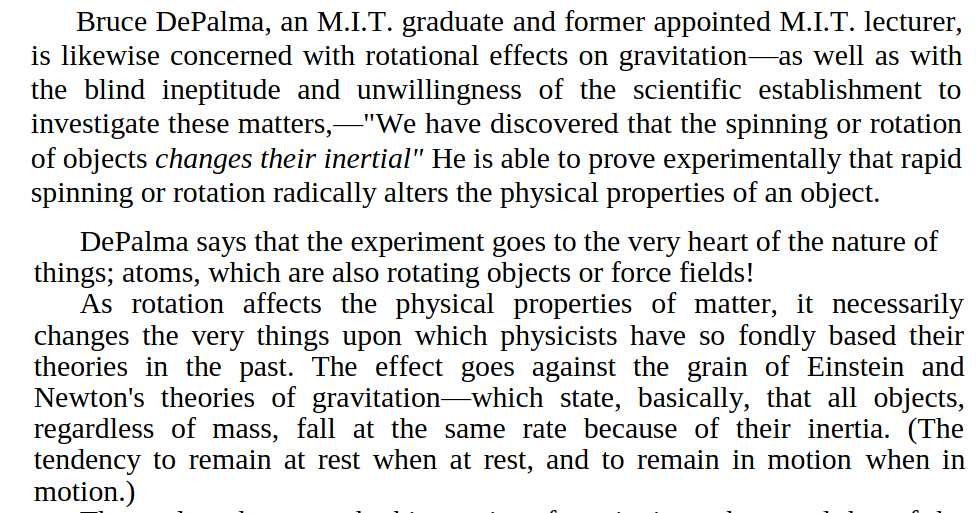 Bruce DePalma, an M.I.T. graduate and former appointed M.I.T. lecturer,
is likewise concerned with rotational effects on gravitation—as well as with
the blind ineptitude and unwillingness of the scientific establishment to
investigate these matters,—"We have discovered that the spinning or rotation
of objects changes their inertial" He is able to prove experimentally that rapid
spinning or rotation radically alters the physical properties of an object.
DePalma says that the experiment goes to the very heart of the nature of
things; atoms, which are also rotating objects or force fields!
As rotation affects the physical properties of matter, it necessarily
changes the very things upon which physicists have so fondly based their
theories in the past. The effect goes against the grain of Einstein and
Newton's theories of gravitation—which state, basically, that all objects,
regardless of mass, fall at the same rate because of their inertia. (The
tendency to remain at rest when at rest, and to remain in motion when in
motion.)